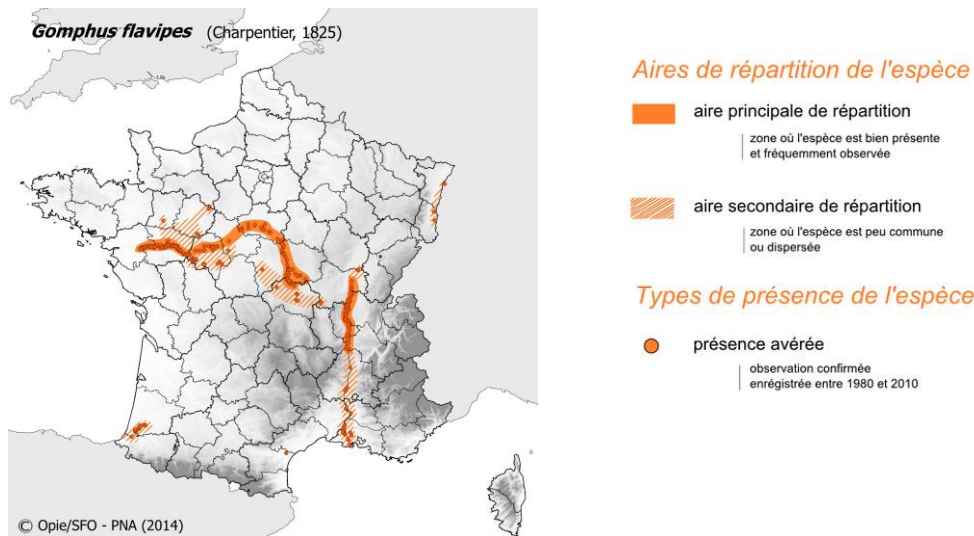 Gomphus flavipes (Charpentier, 1825)
Aires de répartition de l'espèce
aire principale de répartition
zone où l'espèce est bien présente
et fréquemment observée
aire secondaire de répartition
zone où l'espèce est peu commune
ou dispersée
Types de présence de l'espèce
présence avérée
observation confirmée
enrégistrée entre 1980 et 2010
© Opie/SFO - PNA (2014)